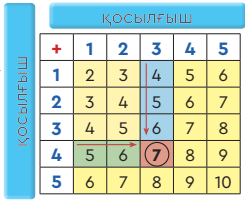 ҚОСЫЛҒЫШ
ҚОСЫЛҒЫШ
+ 1 2 3 4 5
1 2 3 4 5 6
2 3 4 5 6 7
3 4 5 6 7 8
4 5 6 7 8 9
5 6 7 8 9 10